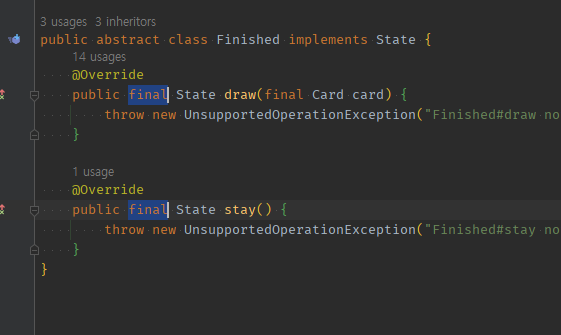 3 usages   3 inheritors
public abstract class Finished implements State {
14 usages
@Override
public final State draw(final Card card) {
throw new UnsupportedOperationException("Finished#draw no
}
1 usage
@Override
public final State stay() {
throw new UnsupportedOperationException("Finished#stay no
}
}